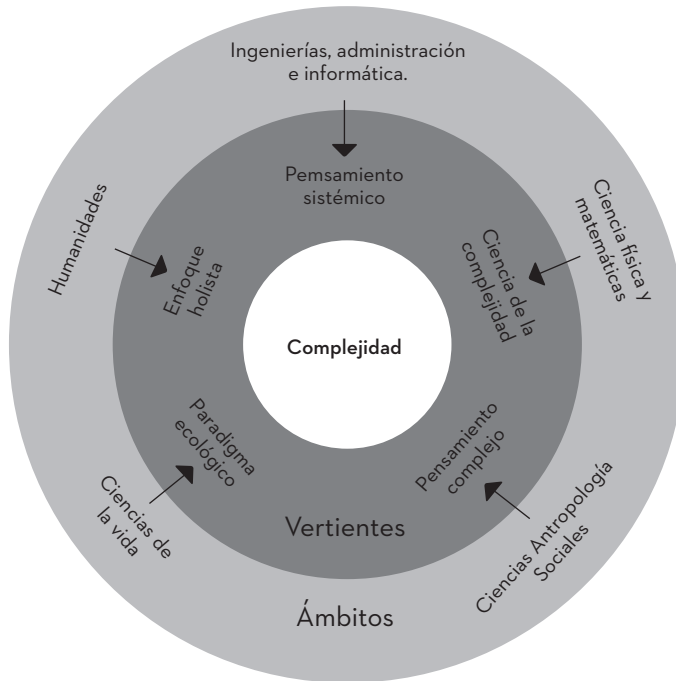 Ingenierías, administración
e informática.
Pemsamiento
sistémico
Humanidades
Enfoque
holista
Ciencia de la
complejidad
Ciencia física y
matemáticas
Complejidad
Paradigma
ecológico
Pensamiento
complejo
Ciencias de
la vida
Vertientes
Ciencias Antropología
Sociales
Ámbitos